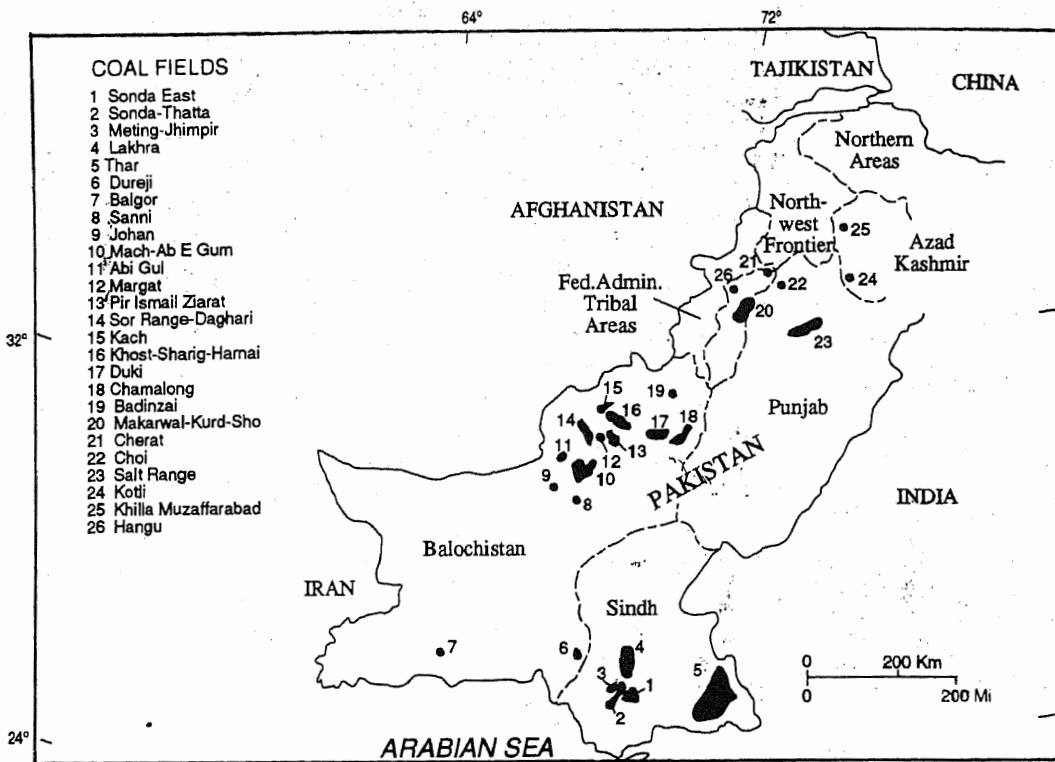 64°
72°
COAL FIELDS
1 Sonda East
2 Sonda-Thatta
3 Meting-Jhimpir
4 Lakhra
5 Thar
6 Dureji
7 Balgor
8 Sanni
9 Johan
10 Mach-Ab E Gum
11 Abi Gul
12 Margat
13 Pir Ismail Ziarat
14 Sor Range-Daghari
15 Kach
16 Khost-Sharig-Harnai
17 Duki
18 Chamalong
19 Badinzai
20 Makarwal-Kurd-Sho
21 Cherat
22 Choi
23 Salt Range
24 Kotli
25 Khilla Muzaffarabad
26 Hangu
TAJIKISTAN
CHINA
Northern
Areas
AFGHANISTAN
North-
west
Frontier
25
Azad
Kashmir
21
26
22
24
Fed.Admin.
Tribal
Areas
20
23
32°
32°
15
19
16
Punjab
14
17
18
11
12
13
PAKISTAN
9
10
8
INDIA
Balochistan
IRAN
Sindh
7
6
4
5
3
1
2
0 200 Km
0 200 Mi
24°
24°
ARABIAN SEA